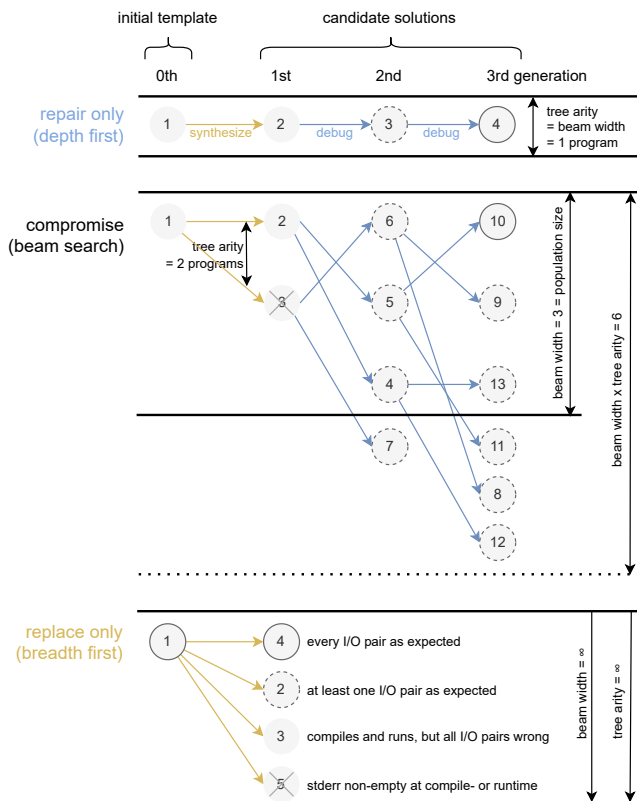 initial template
candidate solutions
0th
1st
2nd
3rd generation
repair only
(depth first)
1
synthesize
2
debug
3
debug
4
tree arity
= beam width
= 1 program
compromise
(beam search)
1
2
6
10
tree arity
= 2 programs
3
5
9
4
13
7
11
8
12
beam width = 3 = population size
beam width x tree arity = 6
replace only
(breadth first)
1
4
every I/O pair as expected
2
at least one I/O pair as expected
3
compiles and runs, but all I/O pairs wrong
5
stderr non-empty at compile- or runtime
beam width = ∞
tree arity = ∞